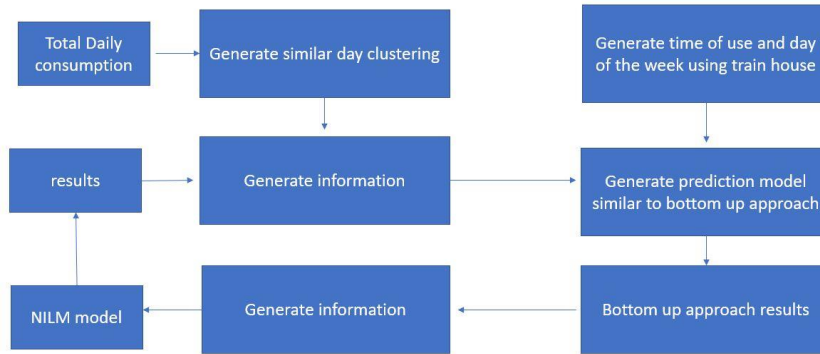 Total Daily
consumption
Generate similar day clustering
Generate time of use and day
of the week using train house
results
Generate information
Generate prediction model
similar to bottom up approach
NILM model
Generate information
Bottom up approach results